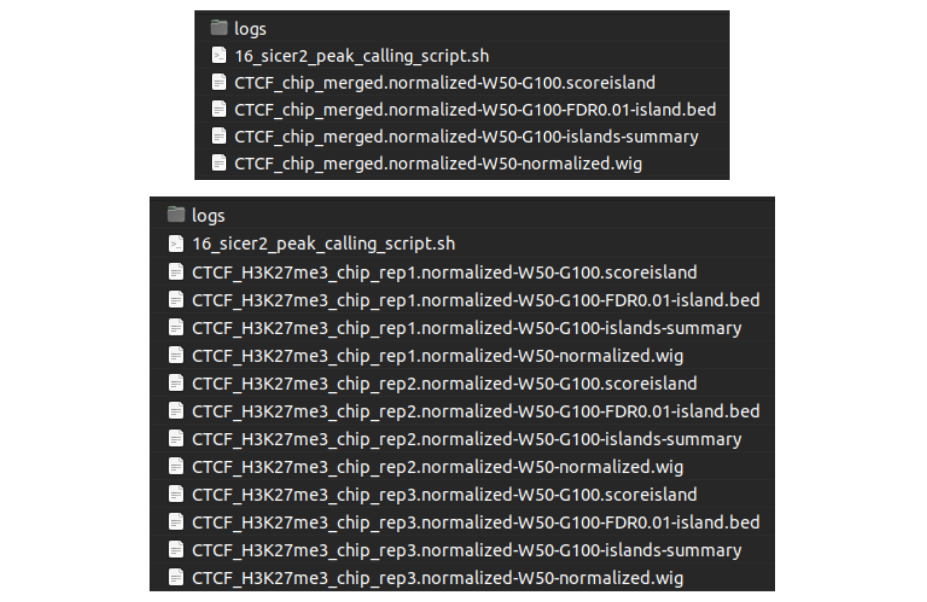 logs
16_sicer2_peak_calling_script.sh
CTCF_chip_merged.normalized-W50-G100.scoreisland
CTCF_chip_merged.normalized-W50-G100-FDR0.01-island.bed
CTCF_chip_merged.normalized-W50-G100-islands-summary
CTCF_chip_merged.normalized-W50-normalized.wig
logs
16_sicer2_peak_calling_script.sh
CTCF_H3K27me3_chip_rep1.normalized-W50-G100.scoreisland
CTCF_H3K27me3_chip_rep1.normalized-W50-G100-FDR0.01-island.bed
CTCF_H3K27me3_chip_rep1.normalized-W50-G100-islands-summary
CTCF_H3K27me3_chip_rep1.normalized-W50-normalized.wig
CTCF_H3K27me3_chip_rep2.normalized-W50-G100.scoreisland
CTCF_H3K27me3_chip_rep2.normalized-W50-G100-FDR0.01-island.bed
CTCF_H3K27me3_chip_rep2.normalized-W50-G100-islands-summary
CTCF_H3K27me3_chip_rep2.normalized-W50-normalized.wig
CTCF_H3K27me3_chip_rep3.normalized-W50-G100.scoreisland
CTCF_H3K27me3_chip_rep3.normalized-W50-G100-FDR0.01-island.bed
CTCF_H3K27me3_chip_rep3.normalized-W50-G100-islands-summary
CTCF_H3K27me3_chip_rep3.normalized-W50-normalized.wig